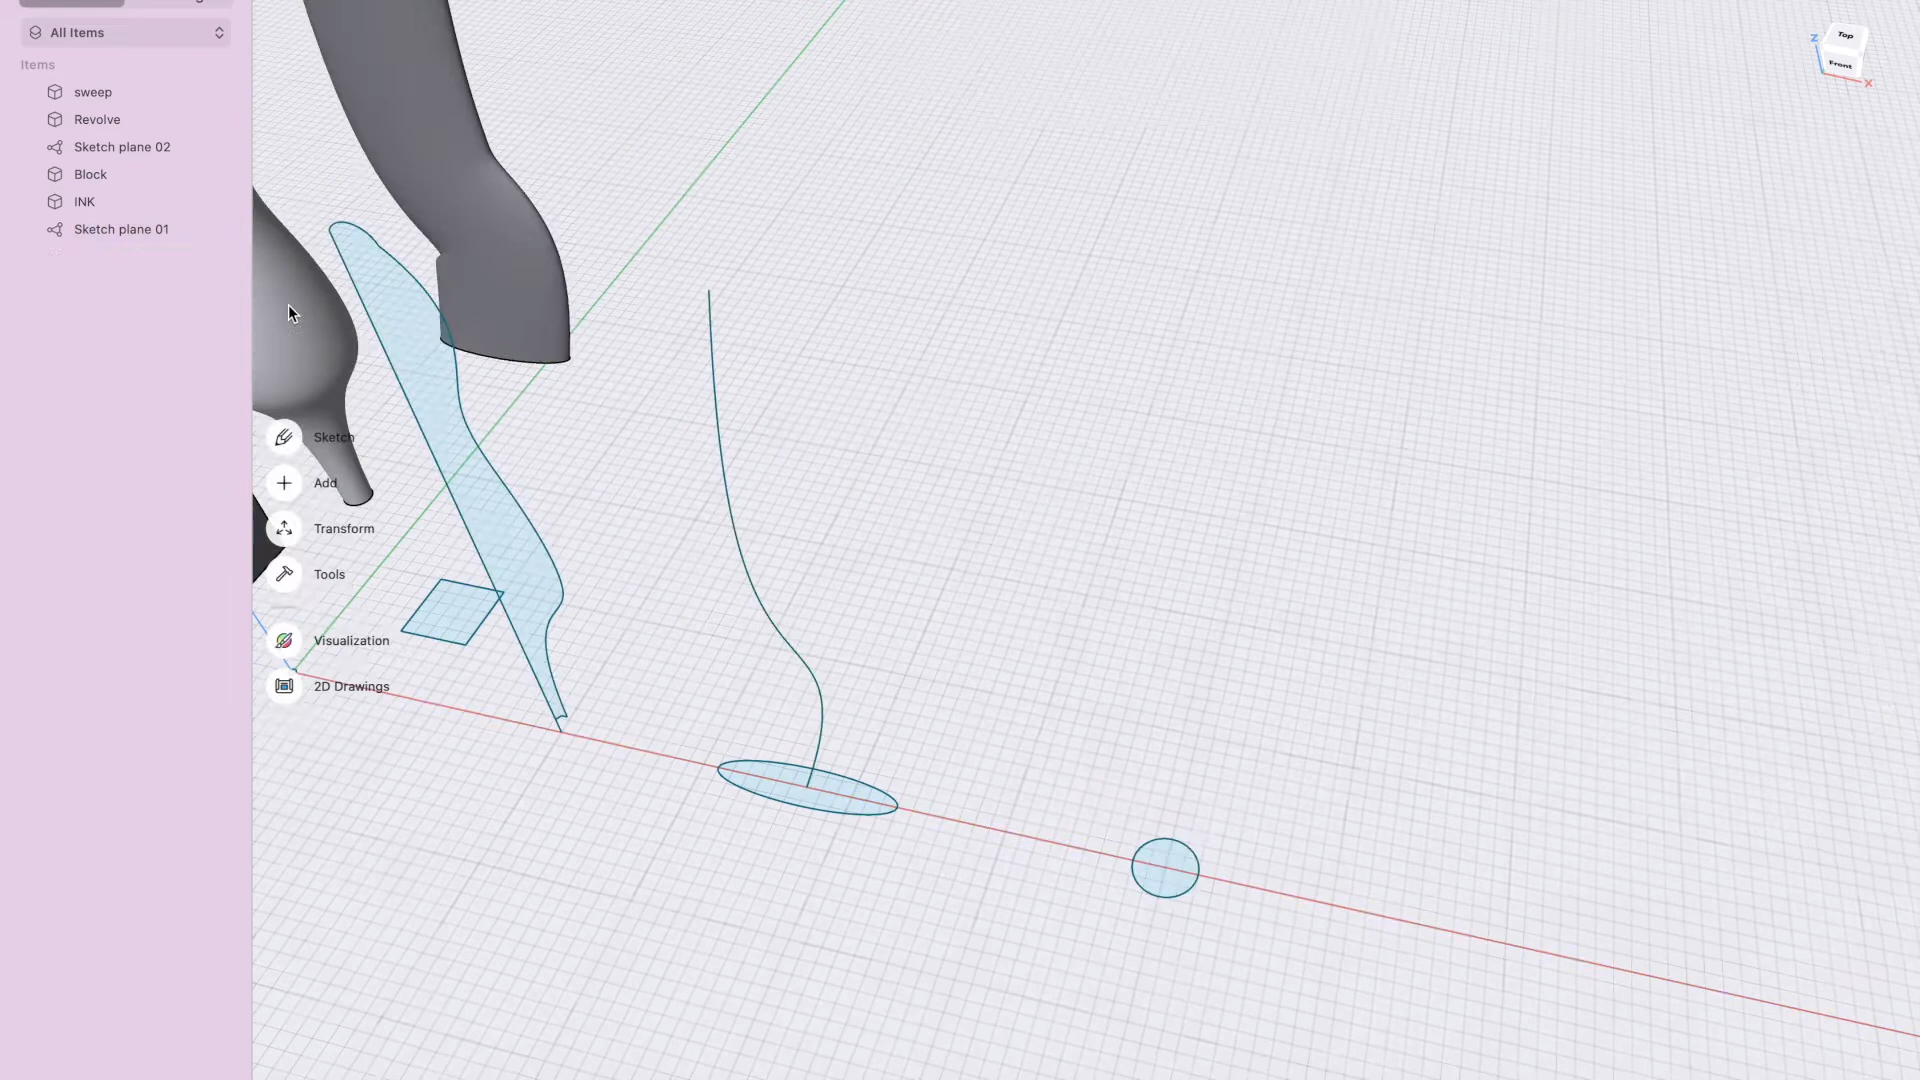 All Items
Items
sweep
Revolve
Sketch plane 02
Block
INK
Sketch plane 01
Sketch
Add
Transform
Tools
Visualization
2D Drawings
Top
Front
Z
X